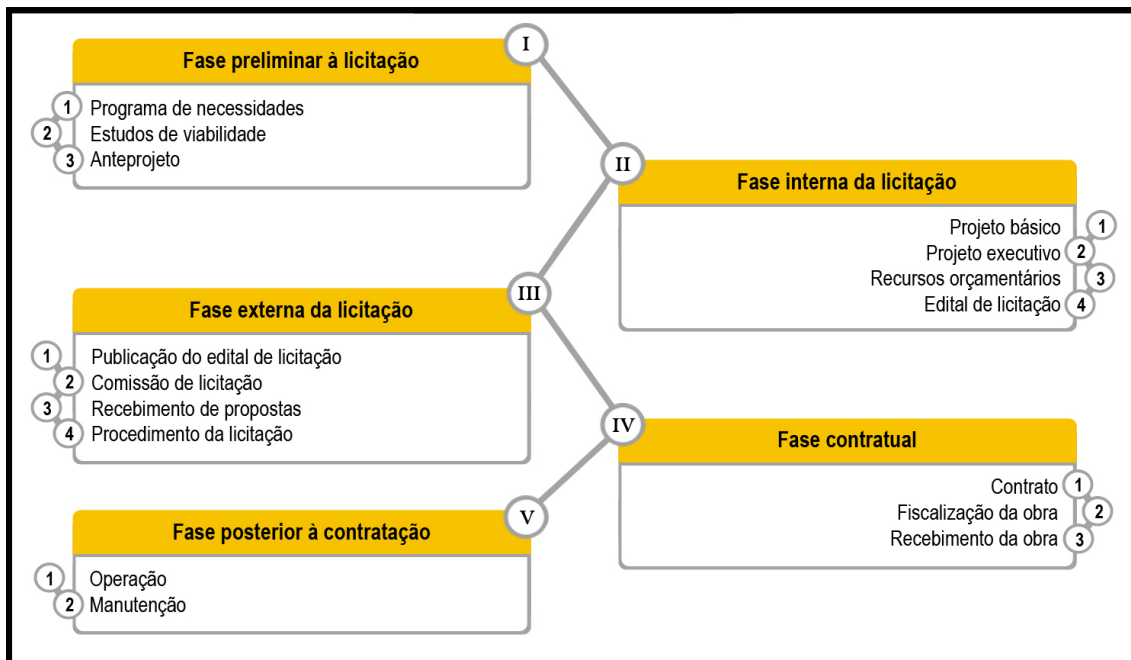 I
Fase preliminar à licitação
1 Programa de necessidades
2 Estudos de viabilidade
3 Anteprojeto
II
Fase interna da licitação
Projeto básico 1
Projeto executivo 2
Recursos orçamentários 3
Edital de licitação 4
III
Fase externa da licitação
1 Publicação do edital de licitação
2 Comissão de licitação
3 Recebimento de propostas
4 Procedimento da licitação
IV
Fase contratual
Contrato 1
Fiscalização da obra 2
Recebimento da obra 3
V
Fase posterior à contratação
1 Operação
2 Manutenção